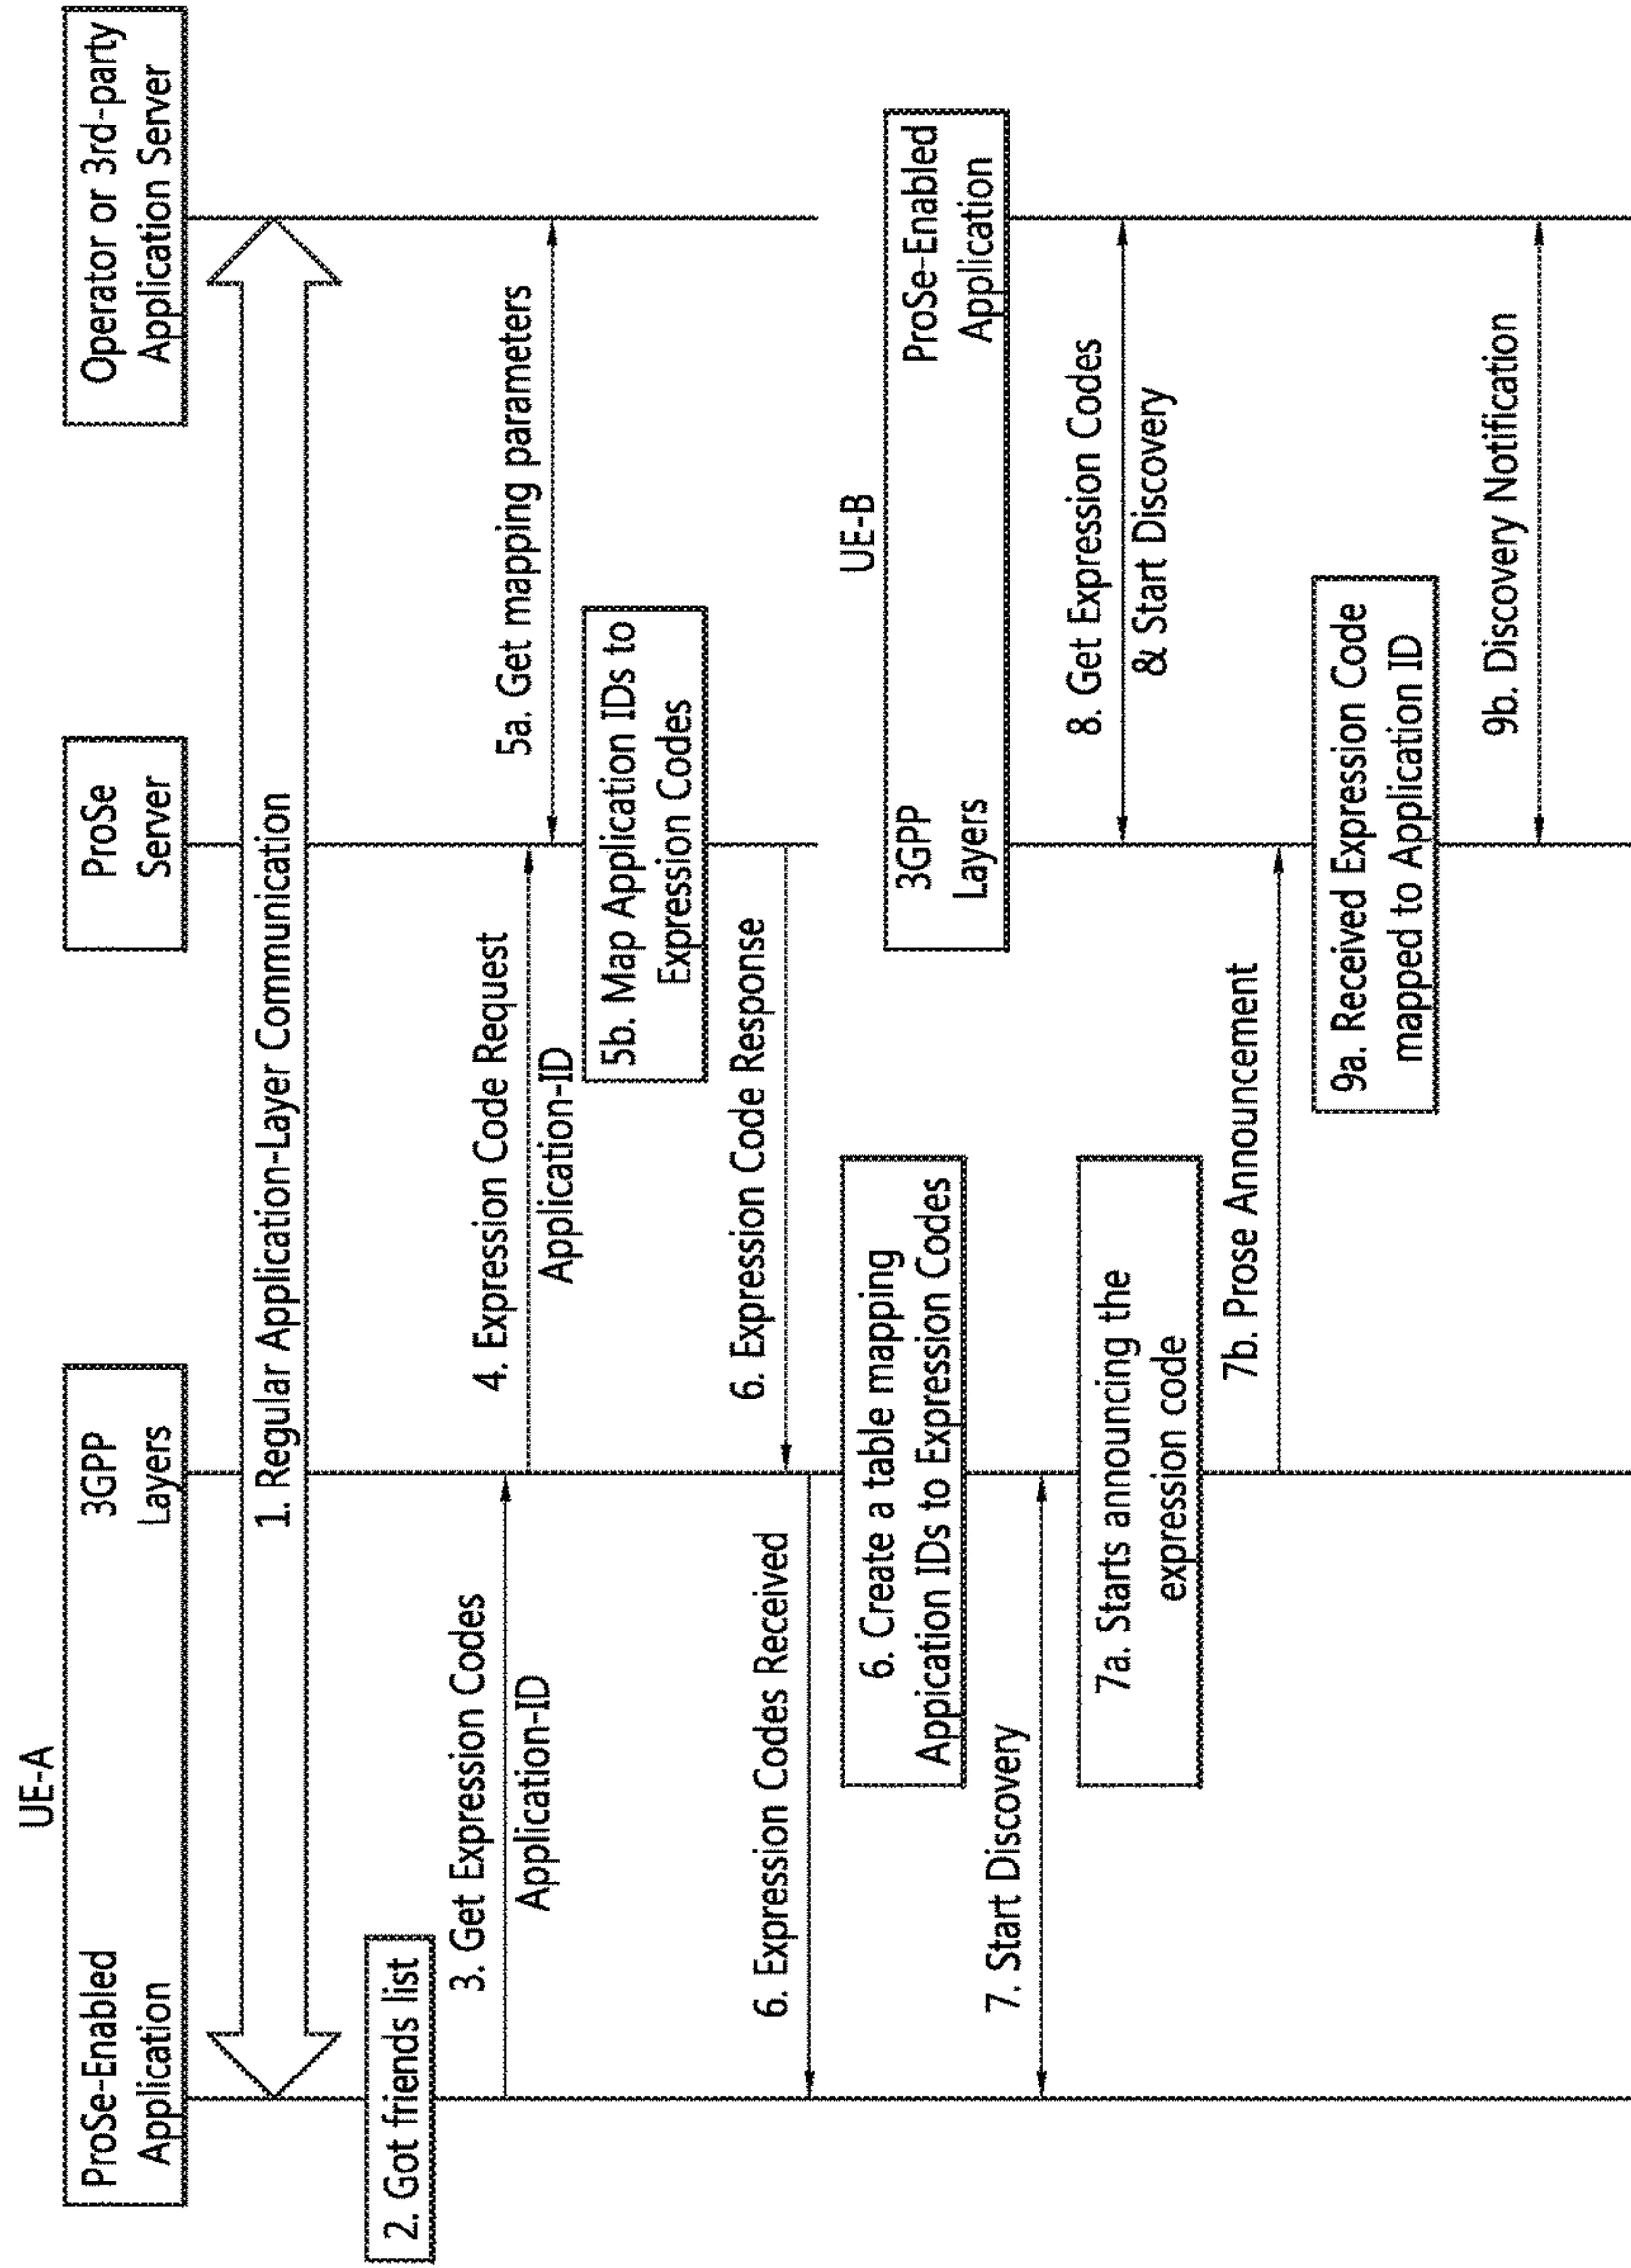 UE-A
ProSe-Enabled
Application
3GPP
Layers
ProSe
Server
Operator or 3rd-party
Application Server
1. Regular Application-Layer Communication
2. Got friends list
3. Get Expression Codes
Application-ID
4. Expression Code Request
Application-ID
5a. Get mapping parameters
5b. Map Application IDs to
Expression Codes
6. Expression Code Response
6. Expression Codes Received
6. Create a table mapping
Appication IDs to Expression Codes
UE-B
3GPP
Layers
ProSe-Enabled
Application
7. Start Discovery
7a. Starts announcing the
expression code
8. Get Expression Codes
& Start Discovery
7b. Prose Announcement
9a. Received Expression Code
mapped to Application ID
9b. Discovery Notification